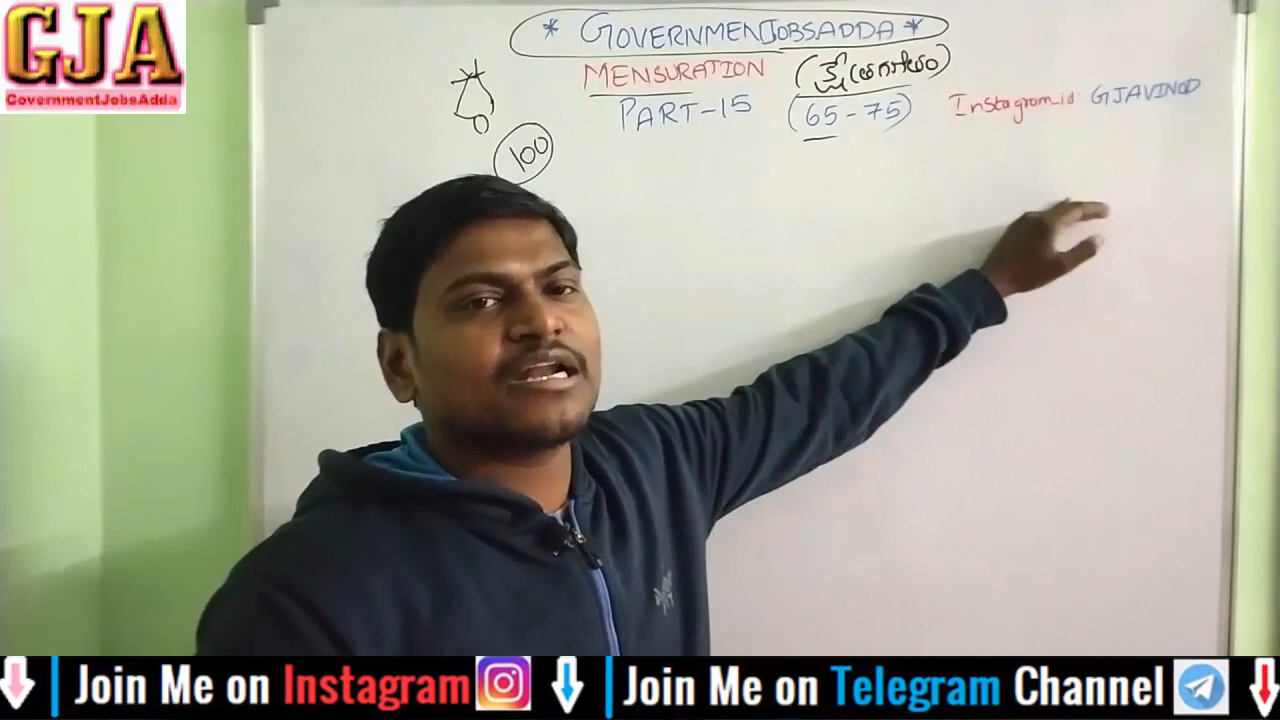 GJA
GovernmentJobsAdda
* GOVERNMENTJOBSADDA *
MENSURATION
PART-15 (65-75)
Instagram_id: GJAVINOD
100
Join Me on Instagram Join Me on Telegram Channel